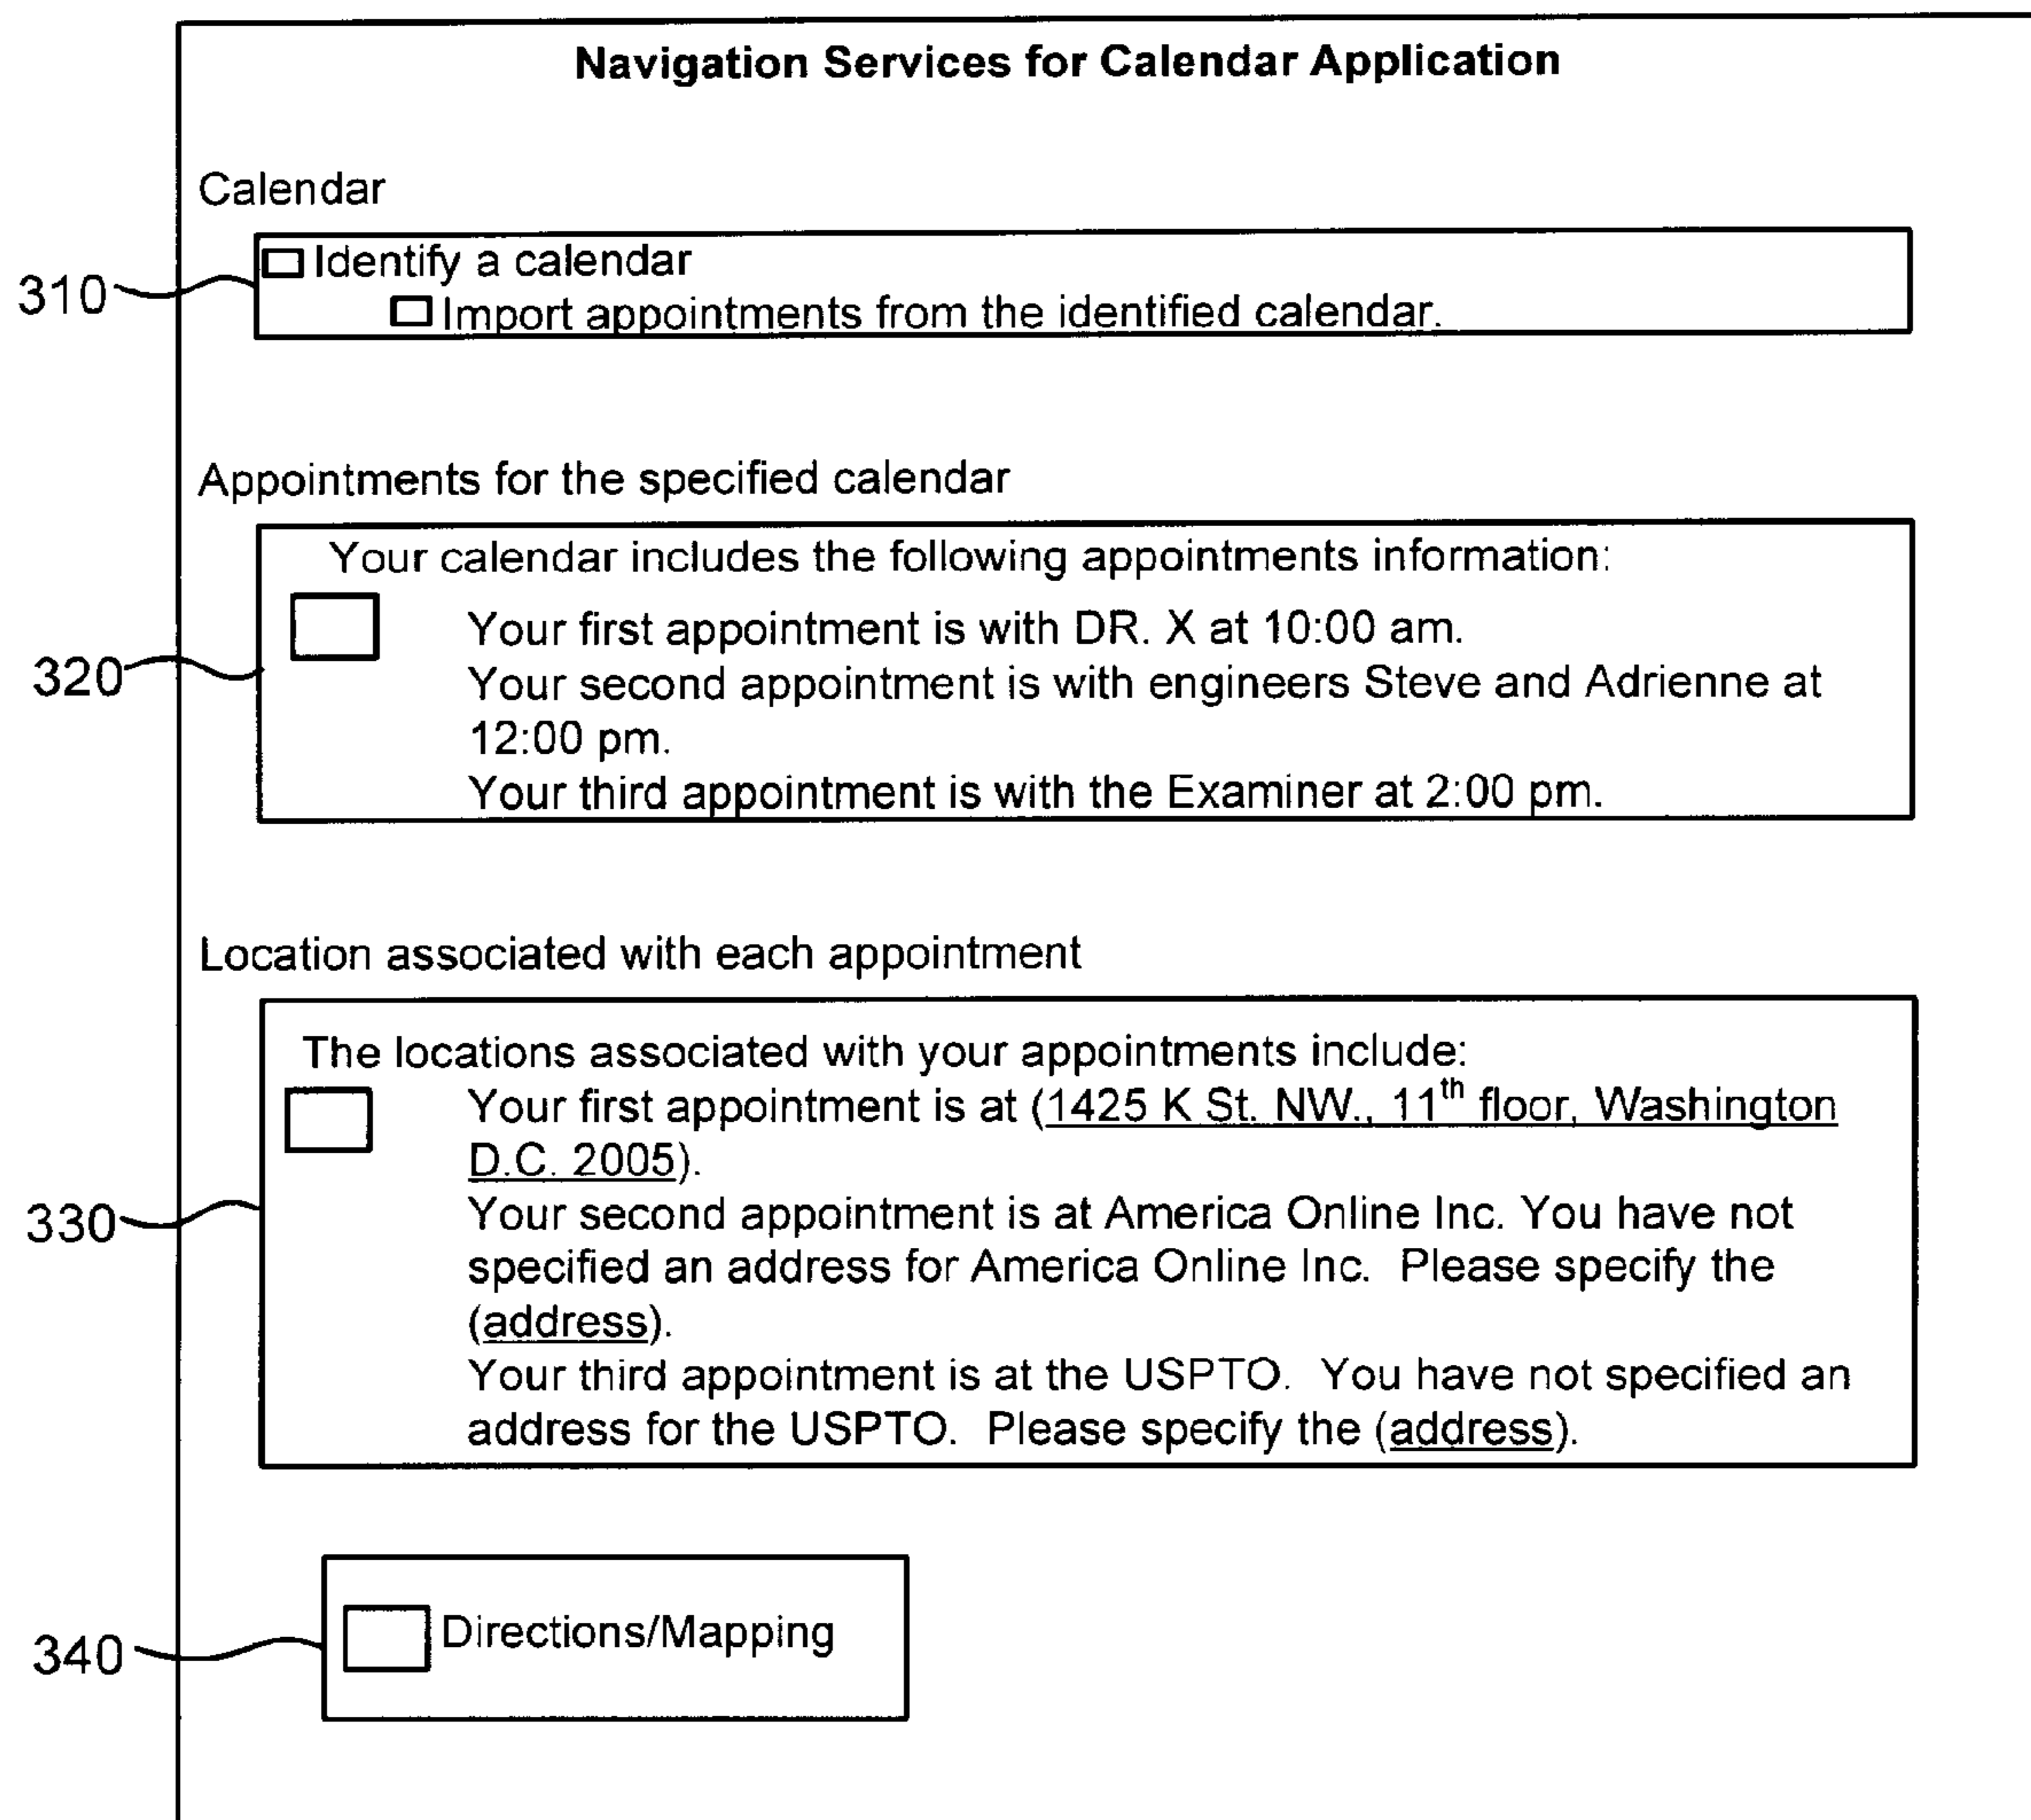 Navigation Services for Calendar Application
Calendar
310
Identify a calendar
Import appointments from the identified calendar.
Appointments for the specified calendar
320
Your calendar includes the following appointments information:
Your first appointment is with DR. X at 10:00 am.
Your second appointment is with engineers Steve and Adrienne at
12:00 pm.
Your third appointment is with the Examiner at 2:00 pm.
Location associated with each appointment
330
The locations associated with your appointments include:
Your first appointment is at (1425 K St. NW., 11th floor, Washington
D.C. 2005).
Your second appointment is at America Online Inc. You have not
specified an address for America Online Inc. Please specify the
(address).
Your third appointment is at the USPTO. You have not specified an
address for the USPTO. Please specify the (address).
340
Directions/Mapping